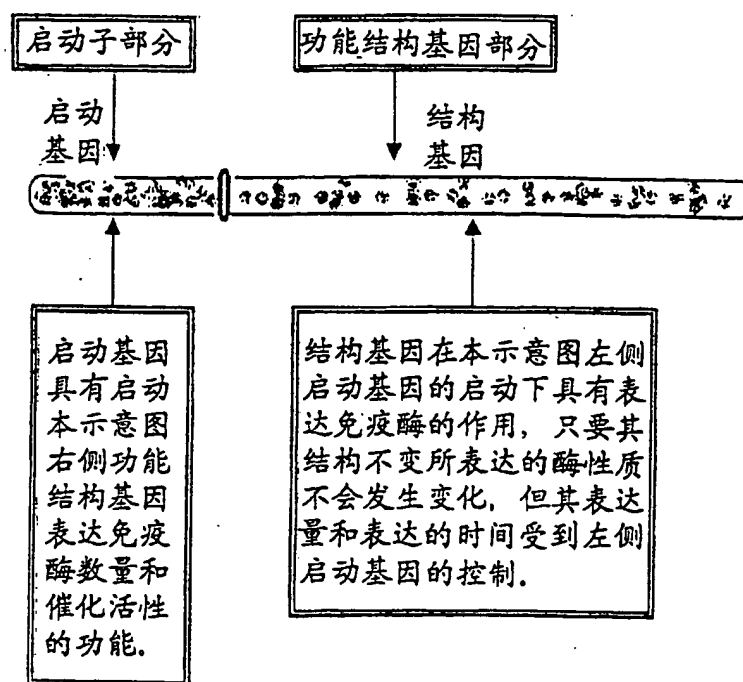 启动子部分
功能结构基因部分
启动
基因
结构
基因
启动基因
具有启动
本示意图
右侧功能
结构基因
表达免疫
酶数量和
催化活性
的功能.
结构基因在本示意图左侧
启动基因的启动下具有表
达免疫酶的作用, 只要其
结构不变所表达的酶性质
不会发生变化, 但其表达
量和表达的时间受到左侧
启动基因的控制.